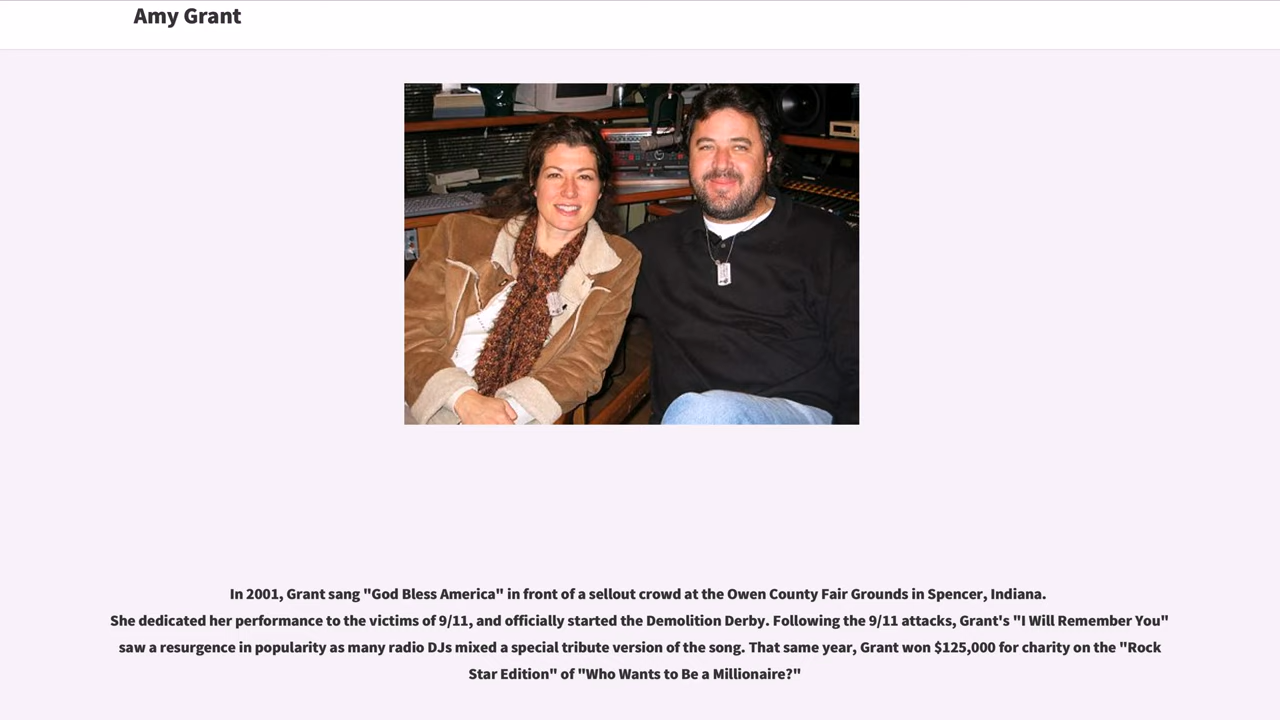 Amy Grant
In 2001, Grant sang "God Bless America" in front of a sellout crowd at the Owen County Fair Grounds in Spencer, Indiana.
She dedicated her performance to the victims of 9/11, and officially started the Demolition Derby. Following the 9/11 attacks, Grant's "I Will Remember You"
saw a resurgence in popularity as many radio DJs mixed a special tribute version of the song. That same year, Grant won $125,000 for charity on the "Rock
Star Edition" of "Who Wants to Be a Millionaire?"